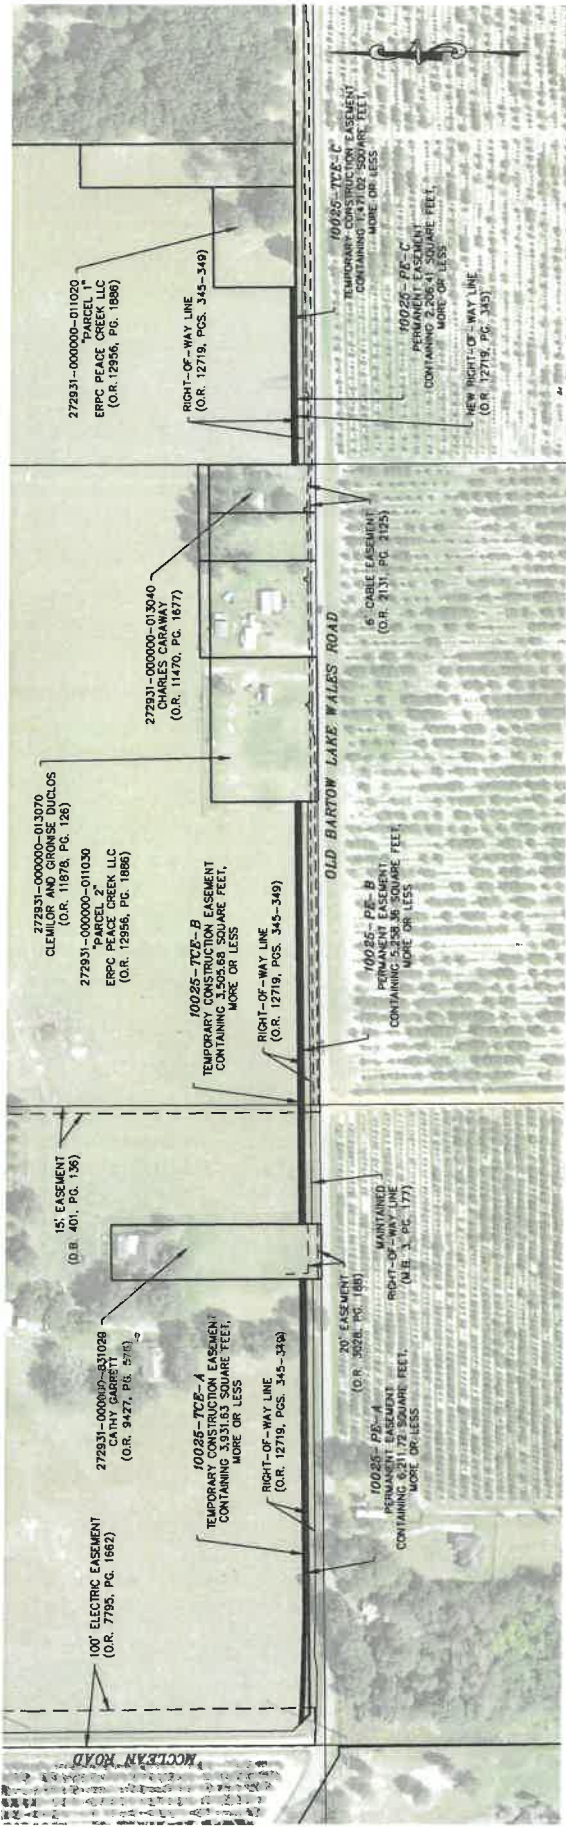 MCCLEAN ROAD
100' ELECTRIC EASEMENT
(O.R. 7795, PG. 1662)
CATHY GARRETT
10025-TCE-A
TEMPORARY CONSTRUCTION EASEMENT
CONTAINING 3,931.63 SQUARE FEET,
MORE OR LESS
RIGHT-OF-WAY LINE
(O.R. 12719, PGS. 345-349)
10025-PE-A
PERMANENT EASEMENT
CONTAINING 6,211.72 SQUARE FEET,
MORE OR LESS
20' EASEMENT
(O.R. 3028, PG. 188)
MAINTAINED
RIGHT-OF-WAY LINE
(M.B. 3, PG. 177)
15' EASEMENT
(D.B. 401, PG. 136)
272931-000000-013070
CLEMILOR AND GIRONISE DUCLOS
(O.R. 11878, PG. 126)
272931-000000-011030
"PARCEL 2"
ERPC PEACE CREEK LLC
(O.R. 12956, PG. 1886)
10025-TCE-B
TEMPORARY CONSTRUCTION EASEMENT
CONTAINING 3,505.68 SQUARE FEET,
MORE OR LESS
RIGHT-OF-WAY LINE
(O.R. 12719, PGS. 345-349)
10025-PE-B
PERMANENT EASEMENT
CONTAINING 5,258.36 SQUARE FEET,
MORE OR LESS
OLD BARTOW LAKE WALES ROAD
272931-000000-013040
CHARLES CARAWAY
(O.R. 11470, PG. 1677)
6' CABLE EASEMENT
(O.R. 2131, PG. 2125)
272931-000000-011020
"PARCEL 1"
ERPC PEACE CREEK LLC
(O.R. 12956, PG. 1886)
RIGHT-OF-WAY LINE
(O.R. 12719, PGS. 345-349)
10025-TCE-C
TEMPORARY CONSTRUCTION EASEMENT
CONTAINING 1,471.02 SQUARE FEET,
MORE OR LESS
10025-PE-C
PERMANENT EASEMENT
CONTAINING 2,206.41 SQUARE FEET,
MORE OR LESS
NEW RIGHT-OF-WAY LINE
(O.R. 12719, PG. 345)